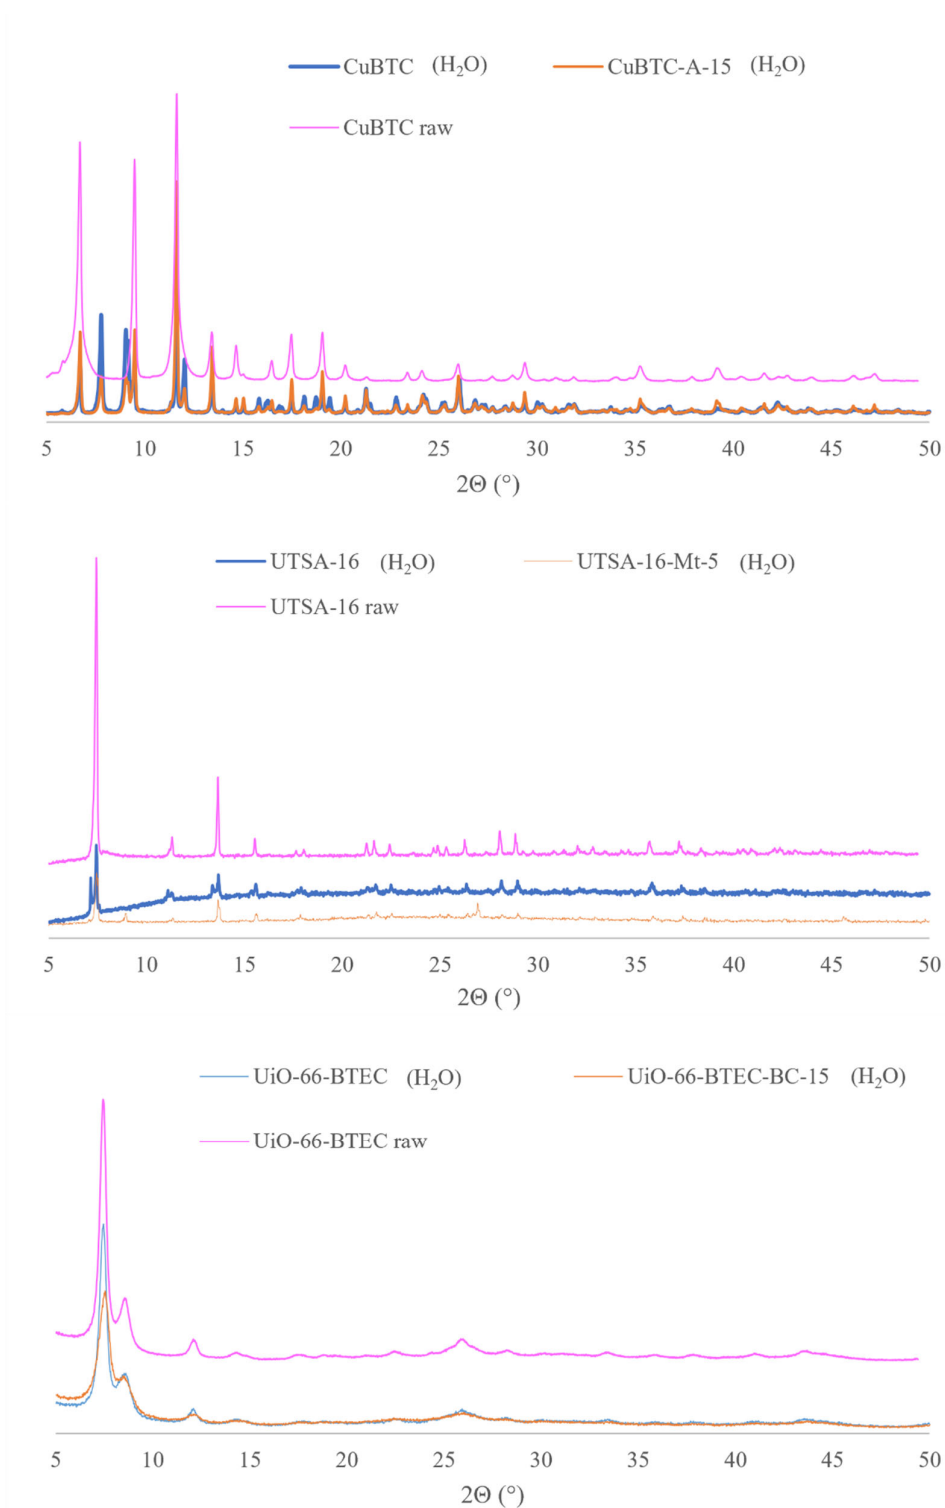 CuBTC (H₂O) CuBTC-A-15 (H₂O)
CuBTC raw
5 10 15 20 25 30 35 40 45 50
2Θ (°)
UTSA-16 (H₂O) UTSA-16-Mt-5 (H₂O)
UTSA-16 raw
5 10 15 20 25 30 35 40 45 50
2Θ (°)
UiO-66-BTEC (H₂O) UiO-66-BTEC-BC-15 (H₂O)
UiO-66-BTEC raw
5 10 15 20 25 30 35 40 45 50
2Θ (°)